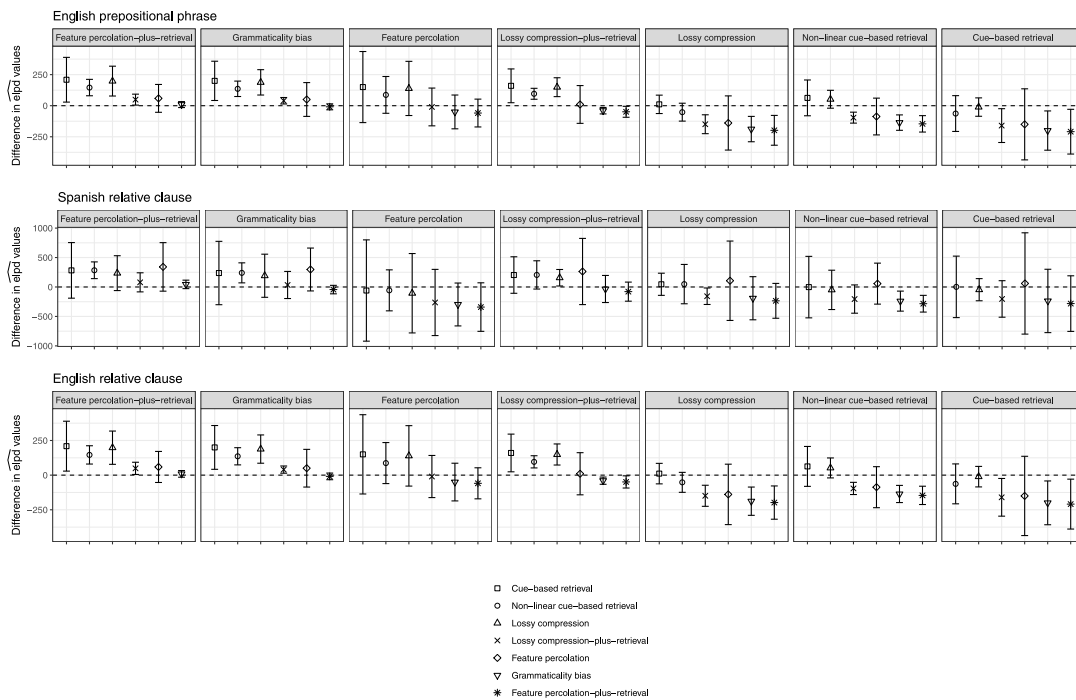 English prepositional phrase
Feature percolation−plus−retrieval Grammaticality bias Feature percolation Lossy compression−plus−retrieval Lossy compression Non−linear cue−based retrieval Cue−based retrieval
Difference in elpd values
250
0
−250
Spanish relative clause
Feature percolation−plus−retrieval Grammaticality bias Feature percolation Lossy compression−plus−retrieval Lossy compression Non−linear cue−based retrieval Cue−based retrieval
Difference in elpd values
1000
500
0
−500
−1000
English relative clause
Feature percolation−plus−retrieval Grammaticality bias Feature percolation Lossy compression−plus−retrieval Lossy compression Non−linear cue−based retrieval Cue−based retrieval
Difference in elpd values
250
0
−250
Cue−based retrieval
Non−linear cue−based retrieval
Lossy compression
Lossy compression−plus−retrieval
Feature percolation
Grammaticality bias
Feature percolation−plus−retrieval